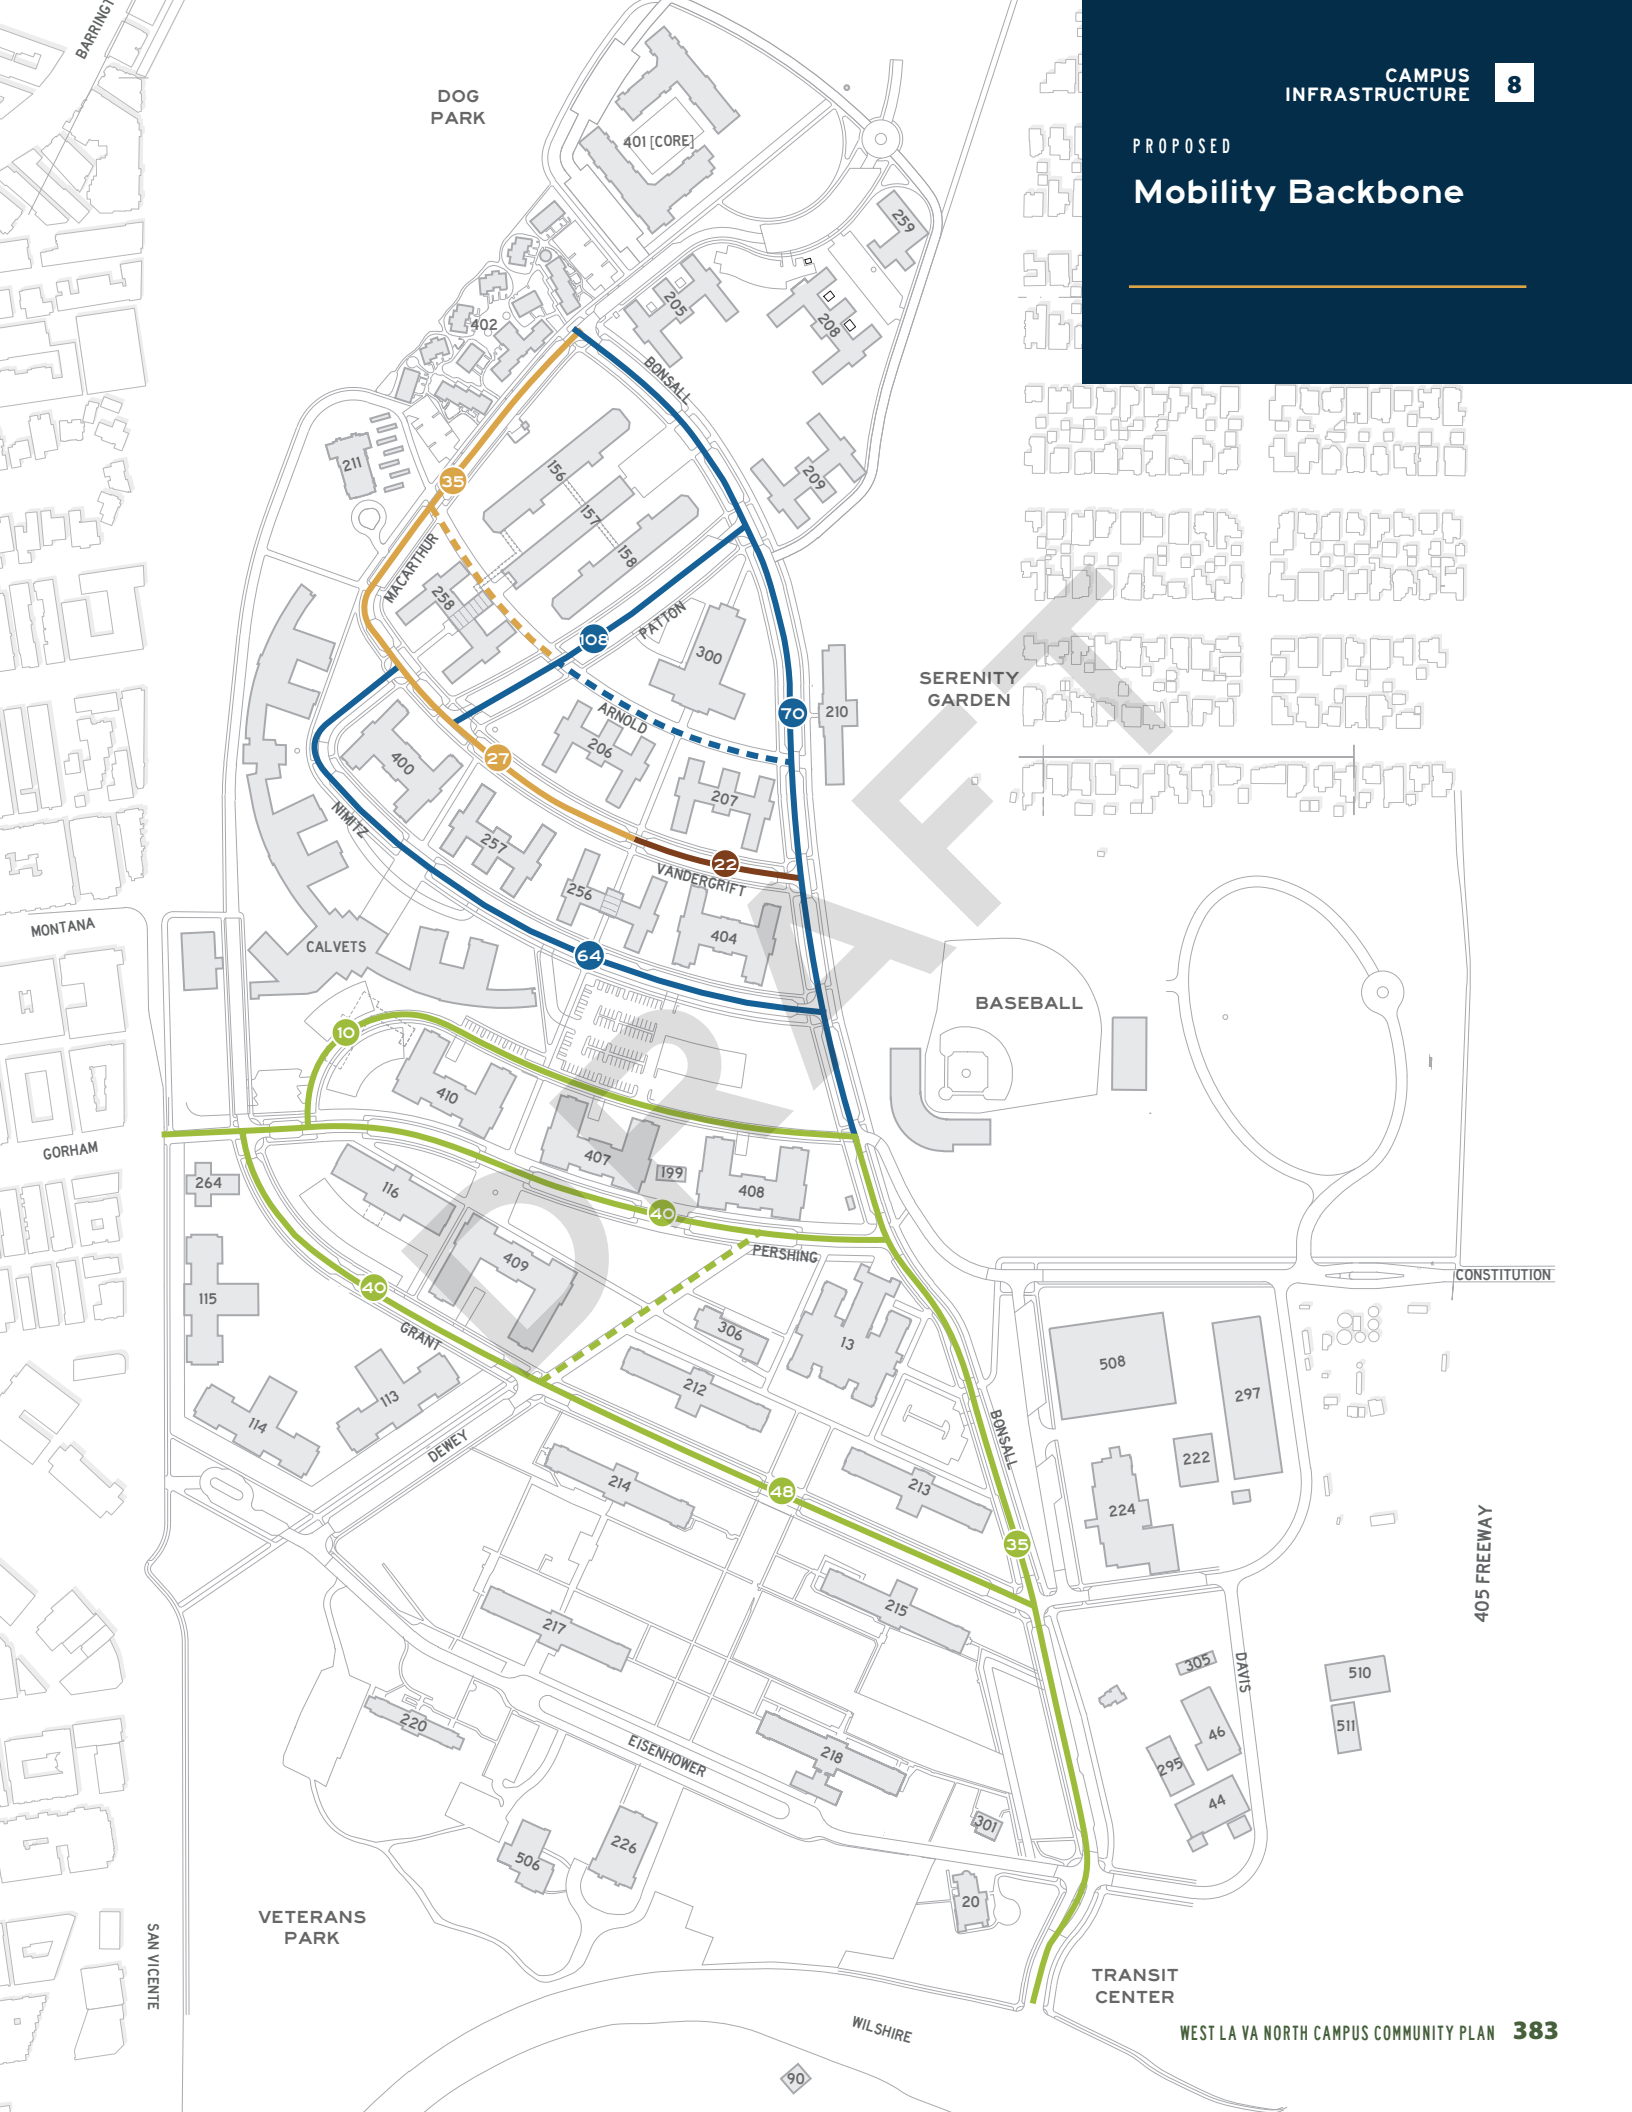 CAMPUS
INFRASTRUCTURE
8
PROPOSED
Mobility Backbone
BARRINGT
DOG
PARK
401 [CORE]
259
205
208
402
BONSALL
211
35
156
157
158
209
MACARTHUR
258
108
PATTON
300
SERENITY
GARDEN
70
210
ARNOLD
206
400
27
207
NIMITZ
257
22
VANDERGRIFT
256
404
MONTANA
CALVETS
64
BASEBALL
10
410
GORHAM
407
199
408
264
116
40
PERSHING
409
CONSTITUTION
40
115
GRANT
306
13
508
297
212
113
114
BONSALL
DEWEY
222
214
48
213
224
35
405 FREEWAY
215
217
305
DAVIS
510
511
220
46
EISENHOWER
218
295
44
301
226
506
20
VETERANS
PARK
SAN VICENTE
TRANSIT
CENTER
WILSHIRE
90
WEST LA VA NORTH CAMPUS COMMUNITY PLAN 383
DRAFT